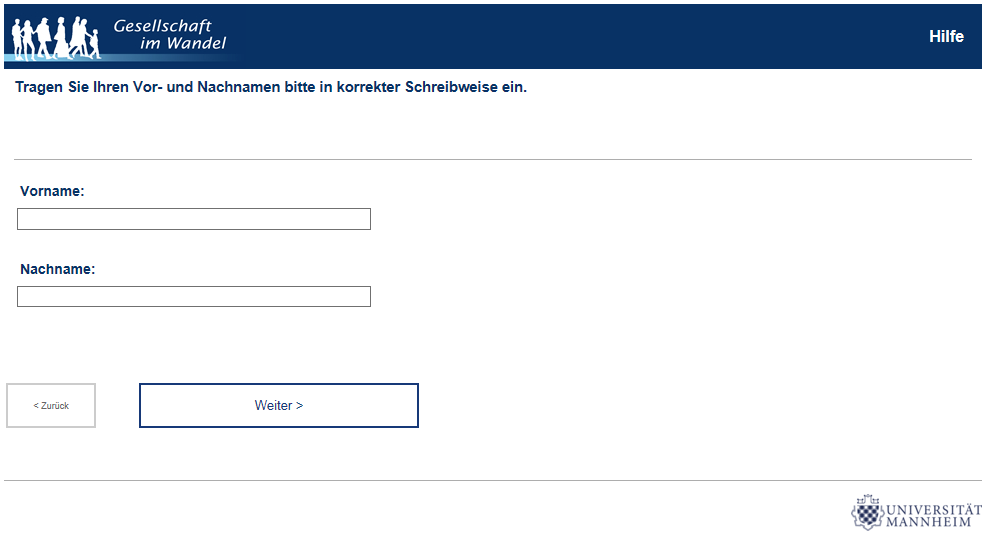 Gesellschaft
im Wandel
Hilfe
Tragen Sie Ihren Vor- und Nachnamen bitte in korrekter Schreibweise ein.
Vorname:
Nachname:
< Zurück
Weiter >
UNIVERSITÄT
MANNHEIM